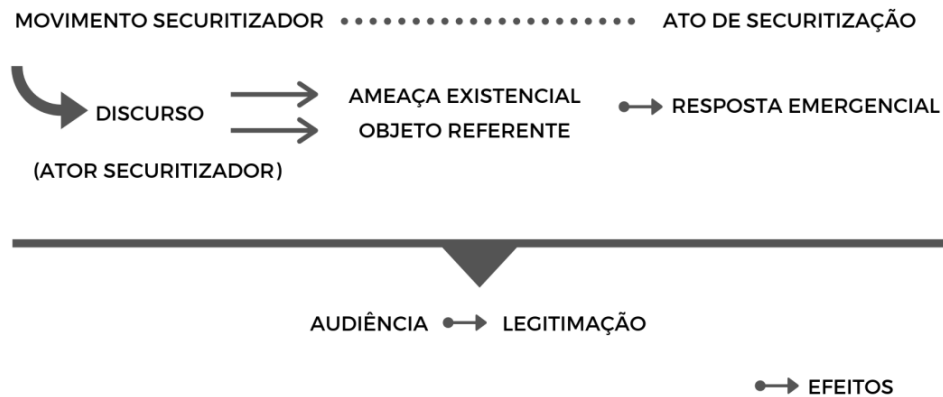 MOVIMENTO SECURITIZADOR ATO DE SECURITIZAÇÃO
DISCURSO AMEAÇA EXISTENCIAL RESPOSTA EMERGENCIAL
OBJETO REFERENTE
(ATOR SECURITIZADOR)
AUDIÊNCIA LEGITIMAÇÃO
EFEITOS